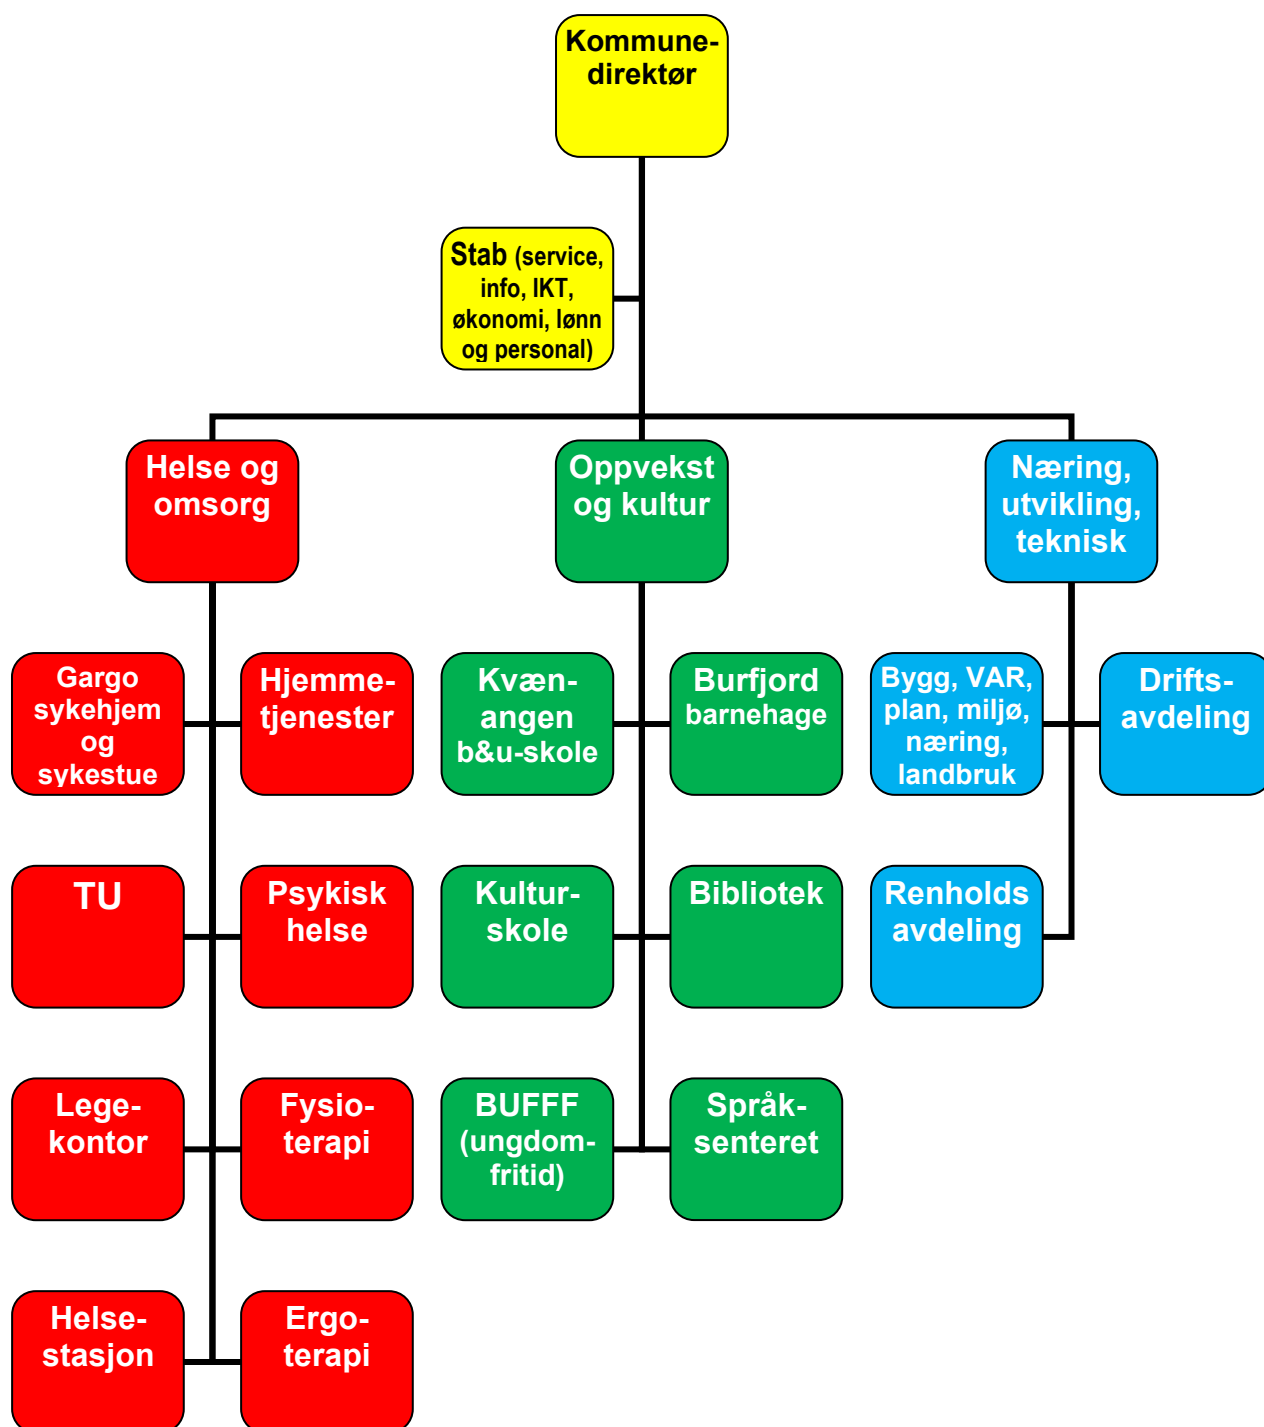 Kommune-
direktør
Stab (service,
info, IKT,
økonomi, lønn
og personal)
Helse og
omsorg
Oppvekst
og kultur
Næring,
utvikling,
teknisk
Gargo
sykehjem
og
sykestue
Hjemme-
tjenester
Kvæn-
angen
b&u-skole
Burfjord
barnehage
Bygg, VAR,
plan, miljø,
næring,
landbruk
Drifts-
avdeling
TU
Psykisk
helse
Kultur-
skole
Bibliotek
Renholds
avdeling
Lege-
kontor
Fysio-
terapi
BUFFF
(ungdom-
fritid)
Språk-
senteret
Helse-
stasjon
Ergo-
terapi